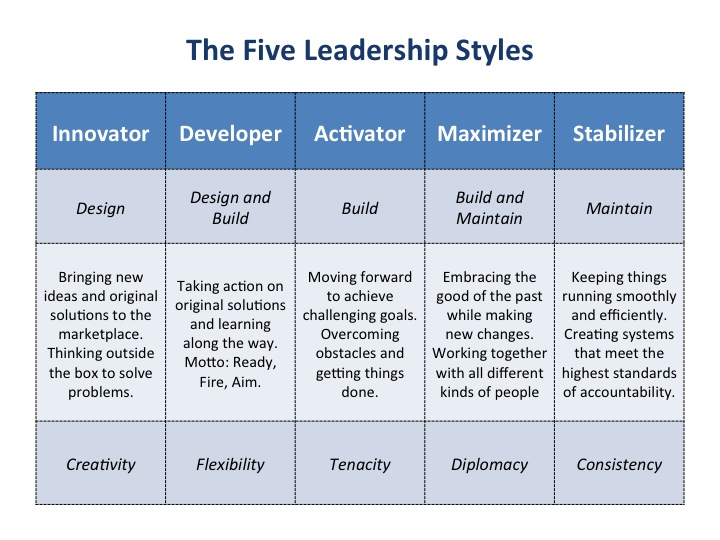 The Five Leadership Styles
Innovator
Developer
Activator
Maximizer
Stabilizer
Design
Design and
Build
Build
Build and
Maintain
Maintain
Bringing new
ideas and original
solutions to the
marketplace.
Thinking outside
the box to solve
problems.
Taking action on
original solutions
and learning
along the way.
Motto: Ready,
Fire, Aim.
Moving forward
to achieve
challenging goals.
Overcoming
obstacles and
getting things
done.
Embracing the
good of the past
while making
new changes.
Working together
with all different
kinds of people
Keeping things
running smoothly
and efficiently.
Creating systems
that meet the
highest standards
of accountability.
Creativity
Flexibility
Tenacity
Diplomacy
Consistency